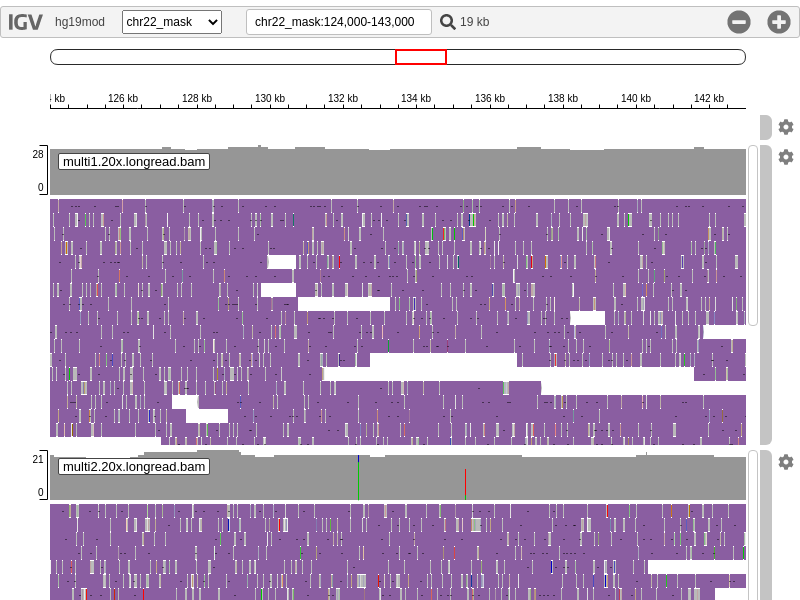 IGV hg19mod chr22_mask chr22_mask:124,000-143,000 19 kb
kb 126 kb 128 kb 130 kb 132 kb 134 kb 136 kb 138 kb 140 kb 142 kb
28
multi1.20x.longread.bam
0
21
multi2.20x.longread.bam
0